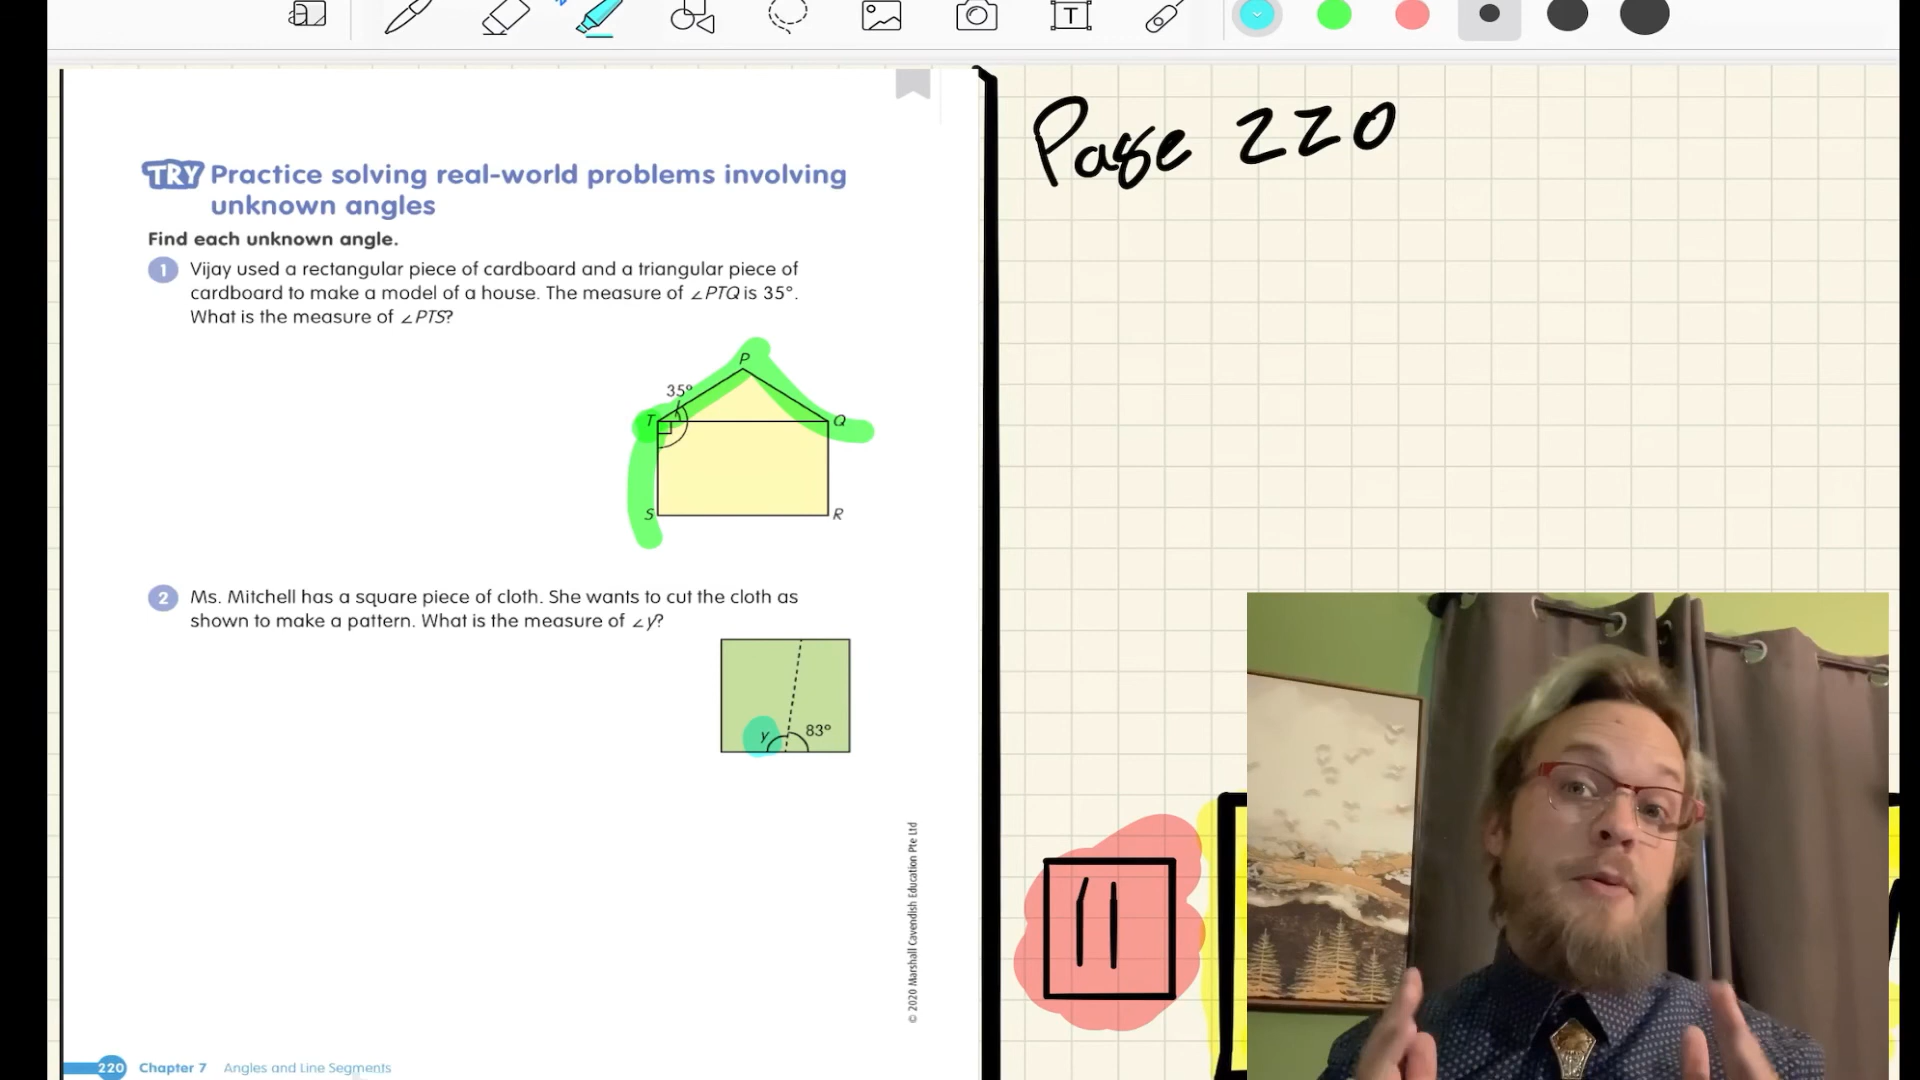 T
Page 220
TRY Practice solving real-world problems involving
unknown angles
Find each unknown angle.
1 Vijay used a rectangular piece of cardboard and a triangular piece of
cardboard to make a model of a house. The measure of ∠PTQ is 35°.
What is the measure of ∠PTS?
P
35°
T
Q
S
R
2 Ms. Mitchell has a square piece of cloth. She wants to cut the cloth as
shown to make a pattern. What is the measure of ∠y?
y
83°
11
© 2020 Marshall Cavendish Education Pte Ltd
220 Chapter 7 Angles and Line Segments